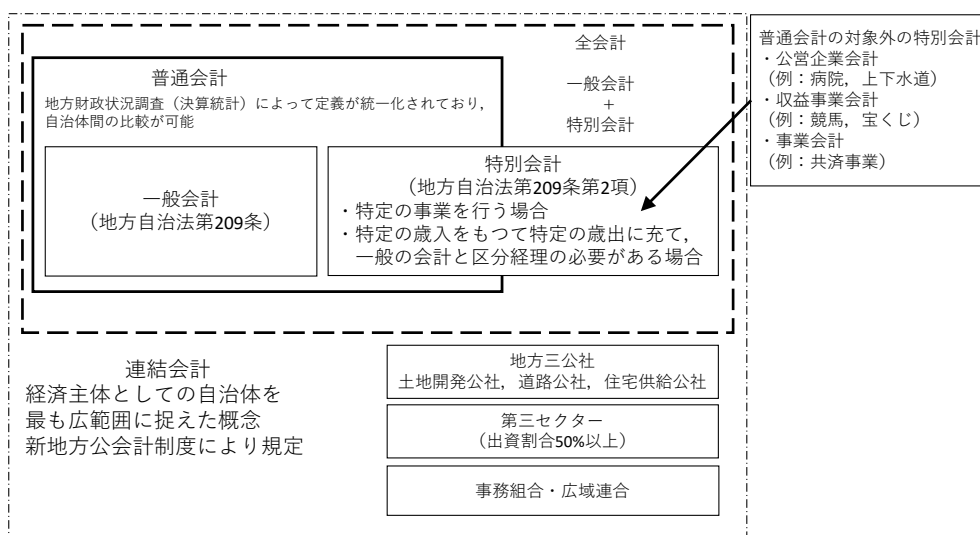 全会計
一般会計
+
特別会計
普通会計
地方財政状況調査（決算統計）によって定義が統一化されており，
自治体間の比較が可能
一般会計
（地方自治法第209条）
特別会計
（地方自治法第209条第2項）
・特定の事業を行う場合
・特定の歳入をもつて特定の歳出に充て，
一般の会計と区分経理の必要がある場合
普通会計の対象外の特別会計
・公営企業会計
（例：病院，上下水道）
・収益事業会計
（例：競馬，宝くじ）
・事業会計
（例：共済事業）
連結会計
経済主体としての自治体を
最も広範囲に捉えた概念
新地方公会計制度により規定
地方三公社
土地開発公社，道路公社，住宅供給公社
第三セクター
（出資割合50%以上）
事務組合・広域連合